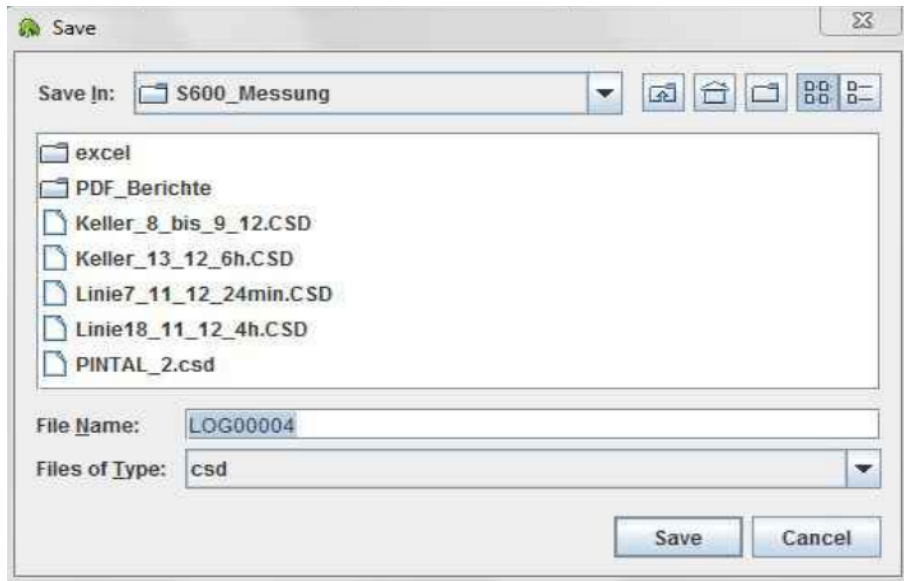 Save
Save In: S600_Messung
excel
PDF_Berichte
Keller_8_bis_9_12.CSD
Keller_13_12_6h.CSD
Linie7_11_12_24min.CSD
Linie18_11_12_4h.CSD
PINTAL_2.csd
File Name: LOG00004
Files of Type: csd
Save Cancel